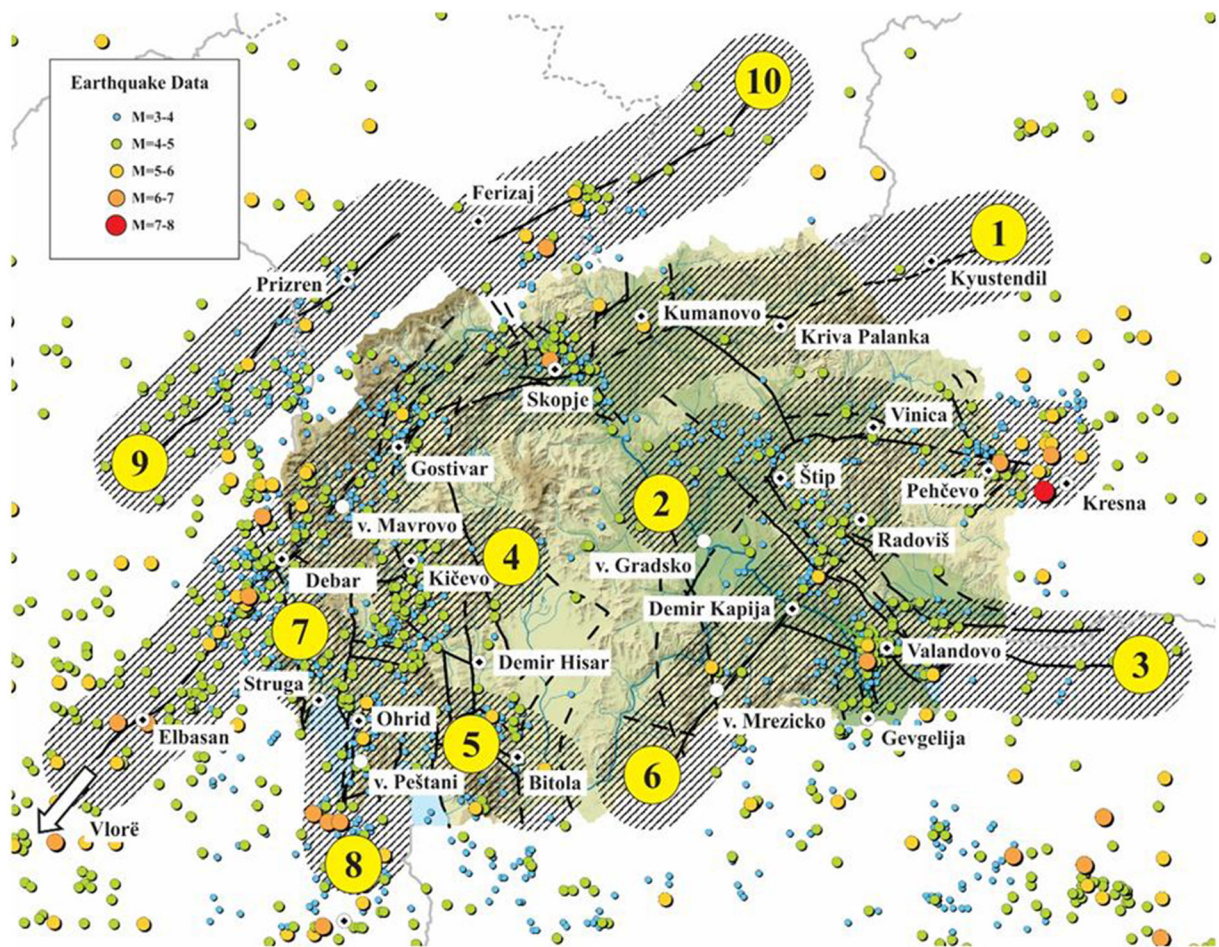 Earthquake Data
M=3-4
M=4-5
M=5-6
M=6-7
M=7-8
10
Ferizaj
1
Kyustendil
Prizren
Kumanovo
Kriva Palanka
Skopje
Vinica
9
Gostivar
Štip
Pehčevo
Kresna
2
v. Mavrovo
Radoviš
4
v. Gradsko
Debar
Kičevo
Demir Kapija
7
Valandovo
3
Demir Hisar
Struga
Ohrid
v. Mrezicko
Elbasan
5
Gevgelija
6
v. Peštani
Bitola
Vlorë
8